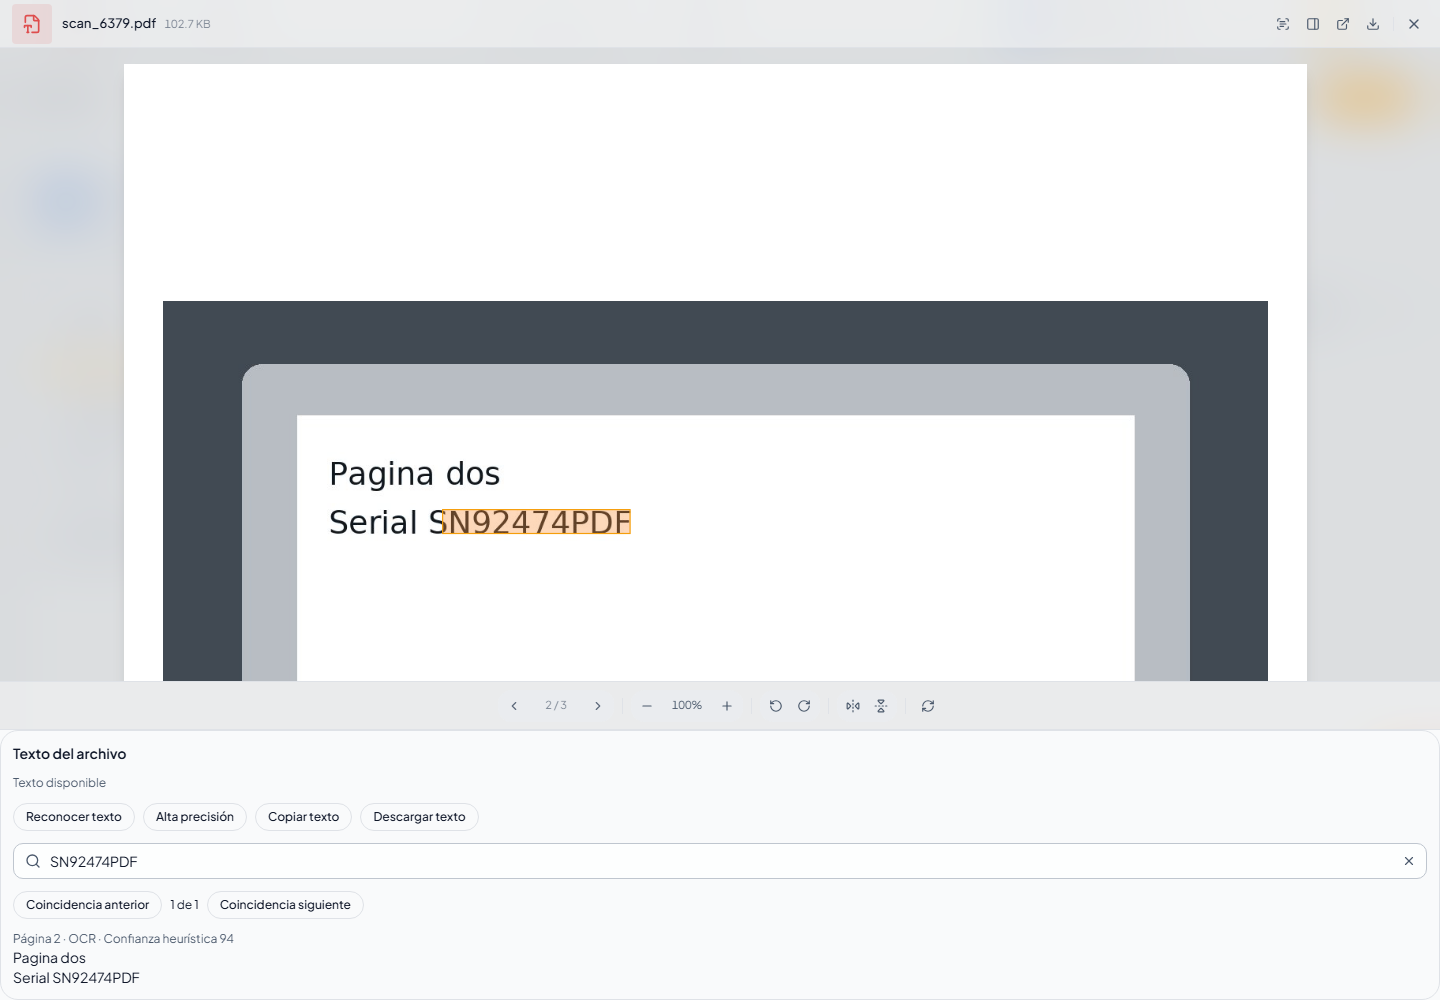 scan_6379.pdf 102.7 KB
Pagina dos
Serial SN92474PDF
2 / 3
100%
Texto del archivo
Texto disponible
Reconocer texto Alta precisión Copiar texto Descargar texto
SN92474PDF
Coincidencia anterior 1 de 1 Coincidencia siguiente
Página 2 · OCR · Confianza heurística 94
Pagina dos
Serial SN92474PDF